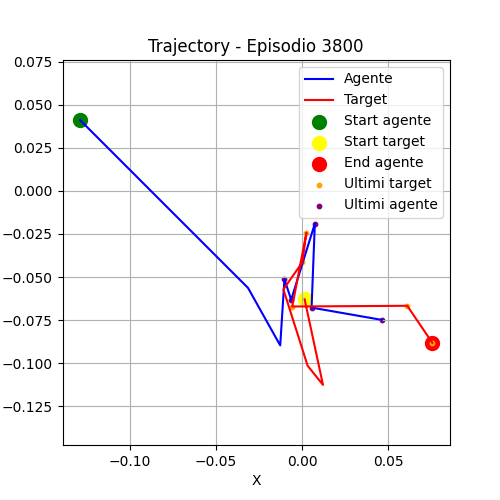 Trajectory - Episodio 3800
Agente
Target
Start agente
Start target
End agente
Ultimi target
Ultimi agente
0.075
0.050
0.025
0.000
−0.025
−0.050
−0.075
−0.100
−0.125
−0.10
−0.05
0.00
0.05
X